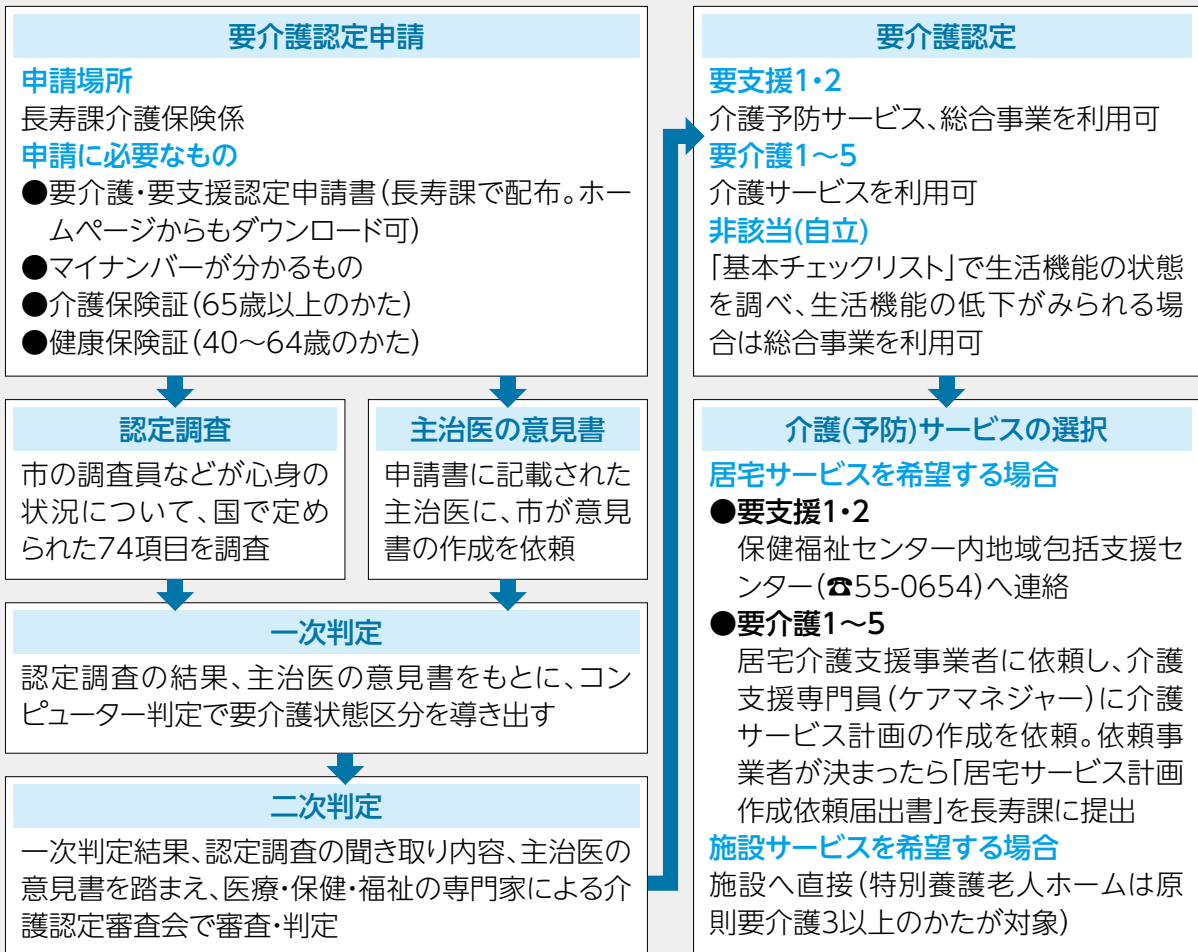 要介護認定申請
申請場所
長寿課介護保険係
申請に必要なもの
●要介護・要支援認定申請書(長寿課で配布。ホー
ムページからもダウンロード可)
●マイナンバーが分かるもの
●介護保険証(65歳以上のかた)
●健康保険証(40～64歳のかた)
認定調査
市の調査員などが心身の
状況について、国で定め
られた74項目を調査
主治医の意見書
申請書に記載された
主治医に、市が意見
書の作成を依頼
一次判定
認定調査の結果、主治医の意見書をもとに、コン
ピューター判定で要介護状態区分を導き出す
二次判定
一次判定結果、認定調査の聞き取り内容、主治医の
意見書を踏まえ、医療・保健・福祉の専門家による介
護認定審査会で審査・判定
要介護認定
要支援1・2
介護予防サービス、総合事業を利用可
要介護1～5
介護サービスを利用可
非該当(自立)
「基本チェックリスト」で生活機能の状態
を調べ、生活機能の低下がみられる場
合は総合事業を利用可
介護(予防)サービスの選択
居宅サービスを希望する場合
●要支援1・2
保健福祉センター内地域包括支援セ
ンター(☎55-0654)へ連絡
●要介護1～5
居宅介護支援事業者に依頼し、介護
支援専門員(ケアマネジャー)に介護
サービス計画の作成を依頼。依頼事
業者が決まったら「居宅サービス計画
作成依頼届出書」を長寿課に提出
施設サービスを希望する場合
施設へ直接(特別養護老人ホームは原
則要介護3以上のかたが対象)